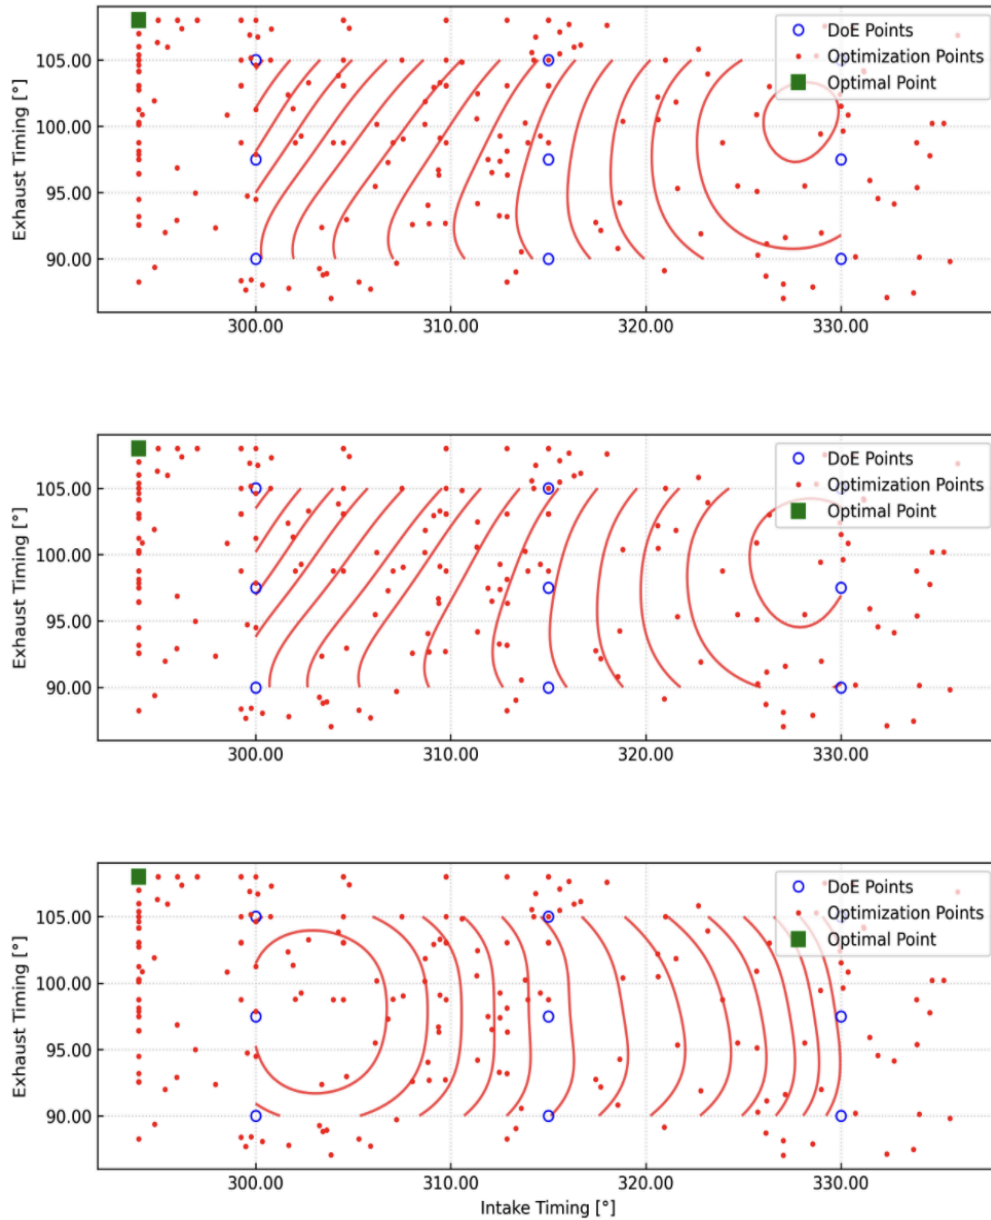 DoE Points
Optimization Points
Optimal Point
105.00
100.00
95.00
90.00
Exhaust Timing [°]
300.00 310.00 320.00 330.00
DoE Points
Optimization Points
Optimal Point
105.00
100.00
95.00
90.00
Exhaust Timing [°]
300.00 310.00 320.00 330.00
DoE Points
Optimization Points
Optimal Point
105.00
100.00
95.00
90.00
Exhaust Timing [°]
300.00 310.00 320.00 330.00
Intake Timing [°]